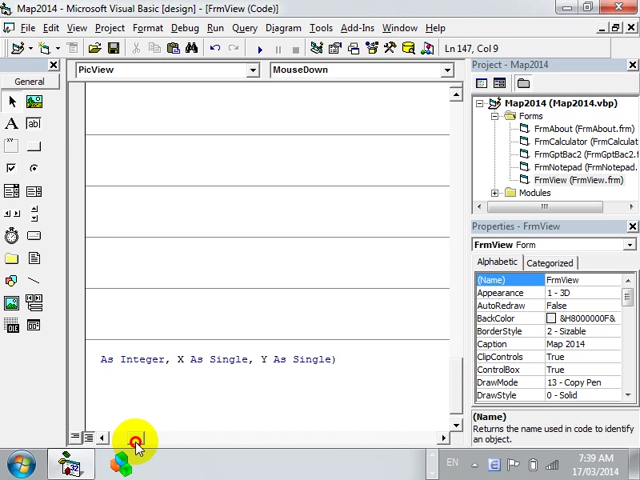 Map2014 - Microsoft Visual Basic [design] - [FrmView (Code)]
File Edit View Project Format Debug Run Query Diagram Tools Add-Ins Window Help
Ln 147, Col 9
General
PicView
MouseDown
As Integer, X As Single, Y As Single)
Project - Map2014
Map2014 (Map2014.vbp)
Forms
FrmAbout (FrmAbout.frm)
FrmCalculator (FrmCalculat
FrmGptBac2 (FrmGptBac2.f
FrmNotepad (FrmNotepad.
FrmView (FrmView.frm)
Modules
Properties - FrmView
FrmView Form
Alphabetic Categorized
(Name) FrmView
Appearance 1 - 3D
AutoRedraw False
BackColor &H8000000F&
BorderStyle 2 - Sizable
Caption Map 2014
ClipControls True
ControlBox True
DrawMode 13 - Copy Pen
DrawStyle 0 - Solid
(Name)
Returns the name used in code to identify
an object.
EN
7:39 AM
17/03/2014